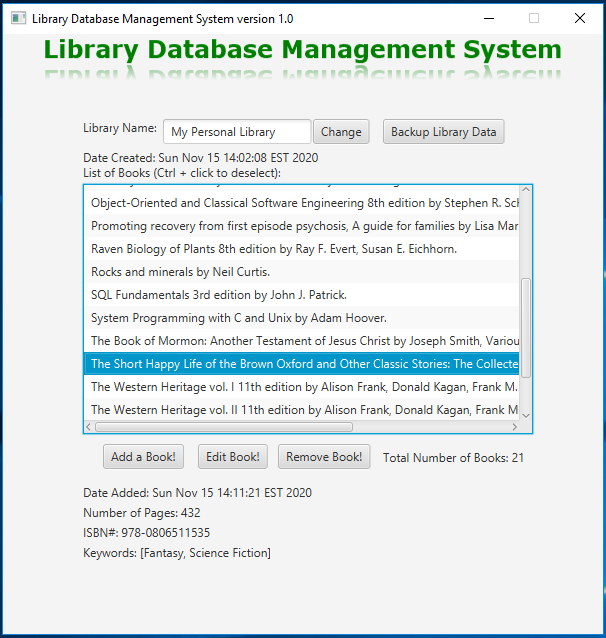 Library Database Management System version 1.0
Library Database Management System
Library Name: My Personal Library Change Backup Library Data
Date Created: Sun Nov 15 14:02:08 EST 2020
List of Books (Ctrl + click to deselect):
Object-Oriented and Classical Software Engineering 8th edition by Stephen R. Sch
Promoting recovery from first episode psychosis, A guide for families by Lisa Mar
Raven Biology of Plants 8th edition by Ray F. Evert, Susan E. Eichhorn.
Rocks and minerals by Neil Curtis.
SQL Fundamentals 3rd edition by John J. Patrick.
System Programming with C and Unix by Adam Hoover.
The Book of Mormon: Another Testament of Jesus Christ by Joseph Smith, Variou
The Short Happy Life of the Brown Oxford and Other Classic Stories: The Collecte
The Western Heritage vol. I 11th edition by Alison Frank, Donald Kagan, Frank M.
The Western Heritage vol. II 11th edition by Alison Frank, Donald Kagan, Frank M
Add a Book! Edit Book! Remove Book! Total Number of Books: 21
Date Added: Sun Nov 15 14:11:21 EST 2020
Number of Pages: 432
ISBN#: 978-0806511535
Keywords: [Fantasy, Science Fiction]